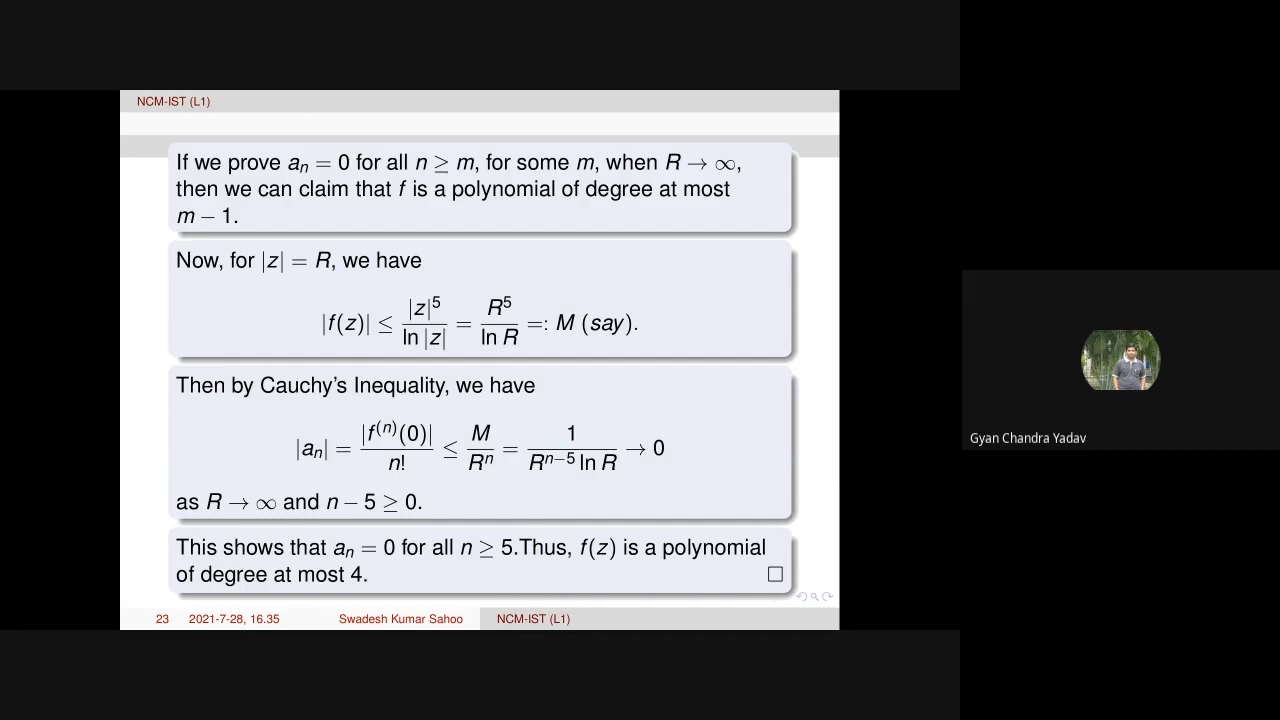 NCM-IST (L1)
If we prove aₙ = 0 for all n ≥ m, for some m, when R → ∞,
then we can claim that f is a polynomial of degree at most
m − 1.
Now, for |z| = R, we have
|f(z)| ≤ |z|⁵ / ln |z| = R⁵ / ln R =: M (say).
Then by Cauchy's Inequality, we have
|aₙ| = |f⁽ⁿ⁾(0)| / n! ≤ M / Rⁿ = 1 / Rⁿ⁻⁵ ln R → 0
as R → ∞ and n − 5 ≥ 0.
This shows that aₙ = 0 for all n ≥ 5.Thus, f(z) is a polynomial
of degree at most 4. □
23 2021-7-28, 16.35 Swadesh Kumar Sahoo NCM-IST (L1)
Gyan Chandra Yadav